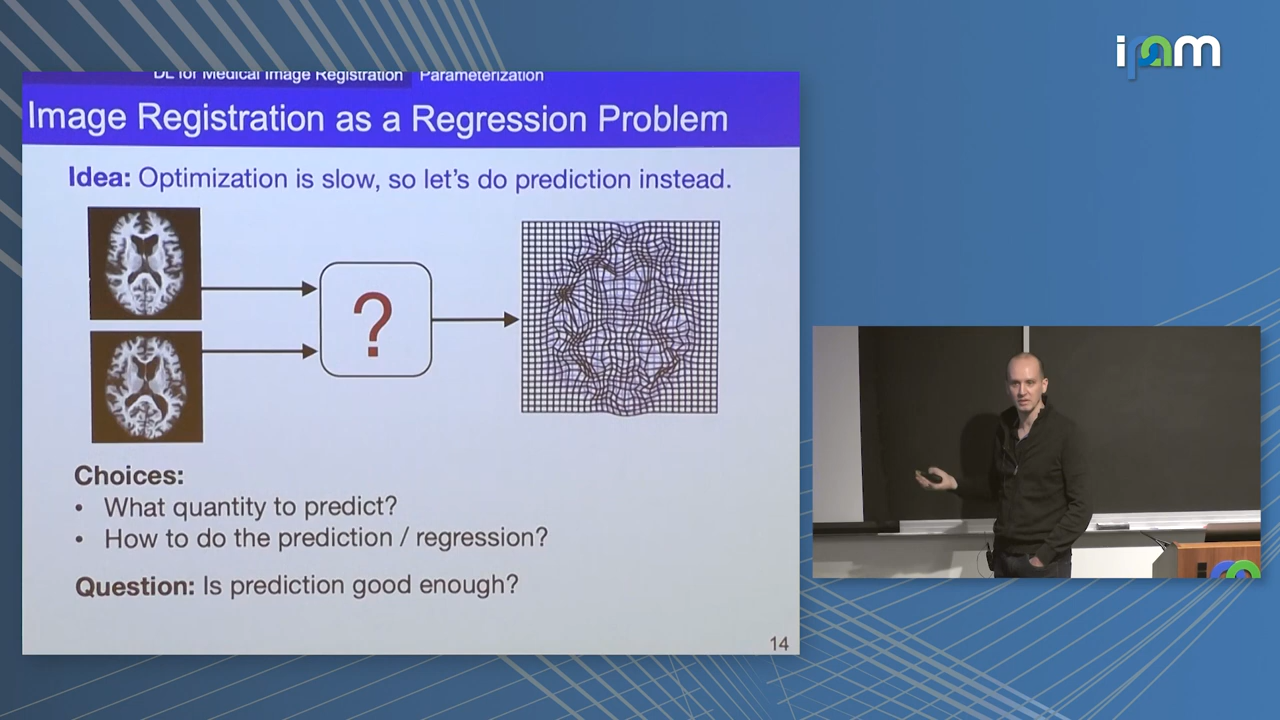 ipam
DL for Medical Image Registration Parameterization
Image Registration as a Regression Problem
Idea: Optimization is slow, so let's do prediction instead.
?
Choices:
• What quantity to predict?
• How to do the prediction / regression?
Question: Is prediction good enough?
14